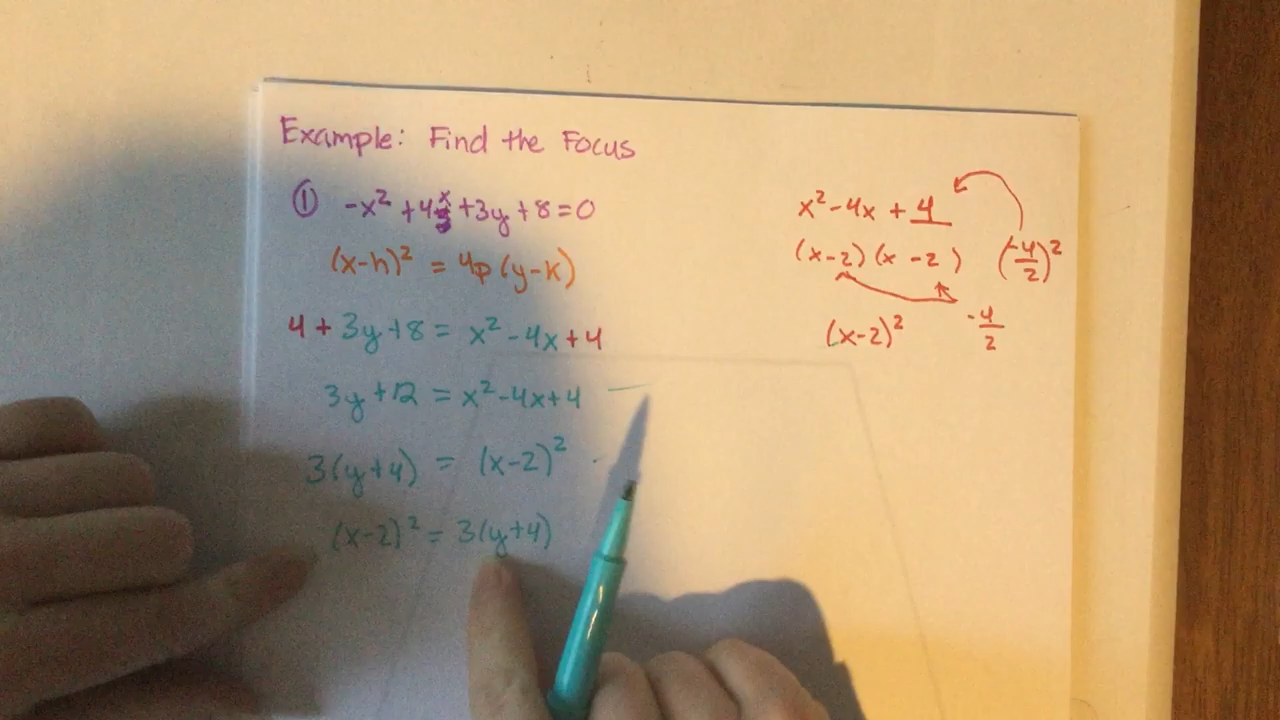 Example: Find the Focus
① -x² + 4x + 3y + 8 = 0
(x-h)² = 4p(y-k)
4 + 3y + 8 = x² - 4x + 4
3y + 12 = x² - 4x + 4
3(y+4) = (x-2)²
(x-2)² = 3(y+4)
x² - 4x + 4
(x-2)(x-2) (-4/2)²
(x-2)² -4/2